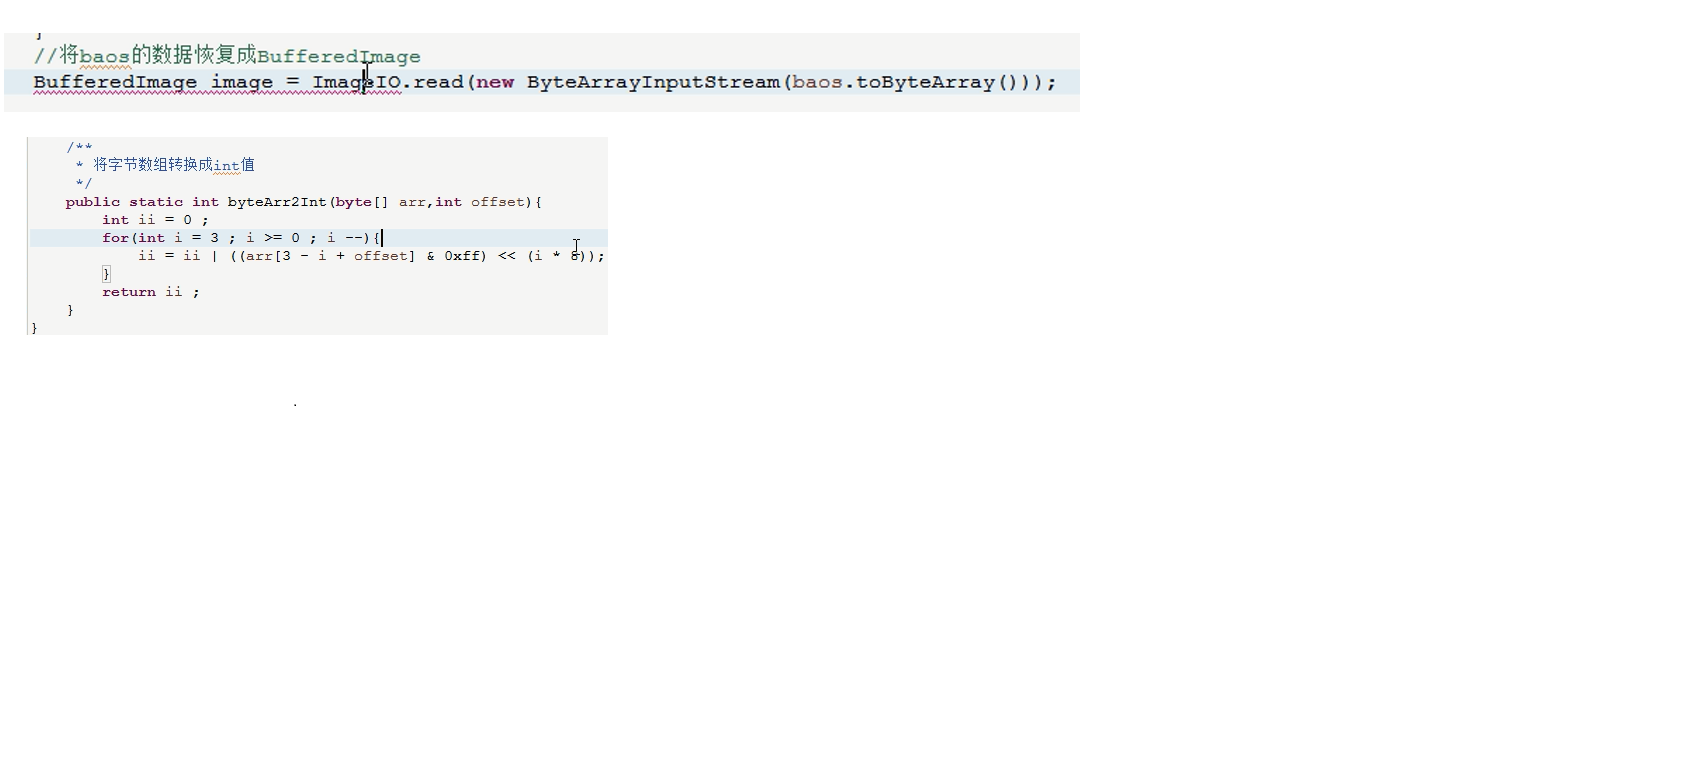 }
//将baos的数据恢复成BufferedImage
BufferedImage image = ImageIO.read(new ByteArrayInputStream(baos.toByteArray()));
/**
* 将字节数组转换成int值
*/
public static int byteArr2Int(byte[] arr,int offset){
int ii = 0 ;
for(int i = 3 ; i >= 0 ; i --){
ii = ii | ((arr[3 - i + offset] & 0xff) << (i * 8));
}
return ii ;
}
}